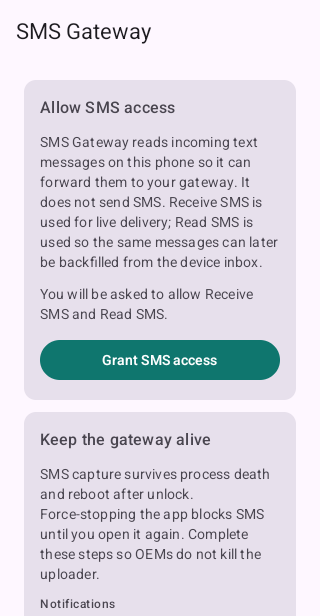 SMS Gateway
Allow SMS access
SMS Gateway reads incoming text
messages on this phone so it can
forward them to your gateway. It
does not send SMS. Receive SMS is
used for live delivery; Read SMS is
used so the same messages can later
be backfilled from the device inbox.
You will be asked to allow Receive
SMS and Read SMS.
Grant SMS access
Keep the gateway alive
SMS capture survives process death
and reboot after unlock.
Force-stopping the app blocks SMS
until you open it again. Complete
these steps so OEMs do not kill the
uploader.
Notifications